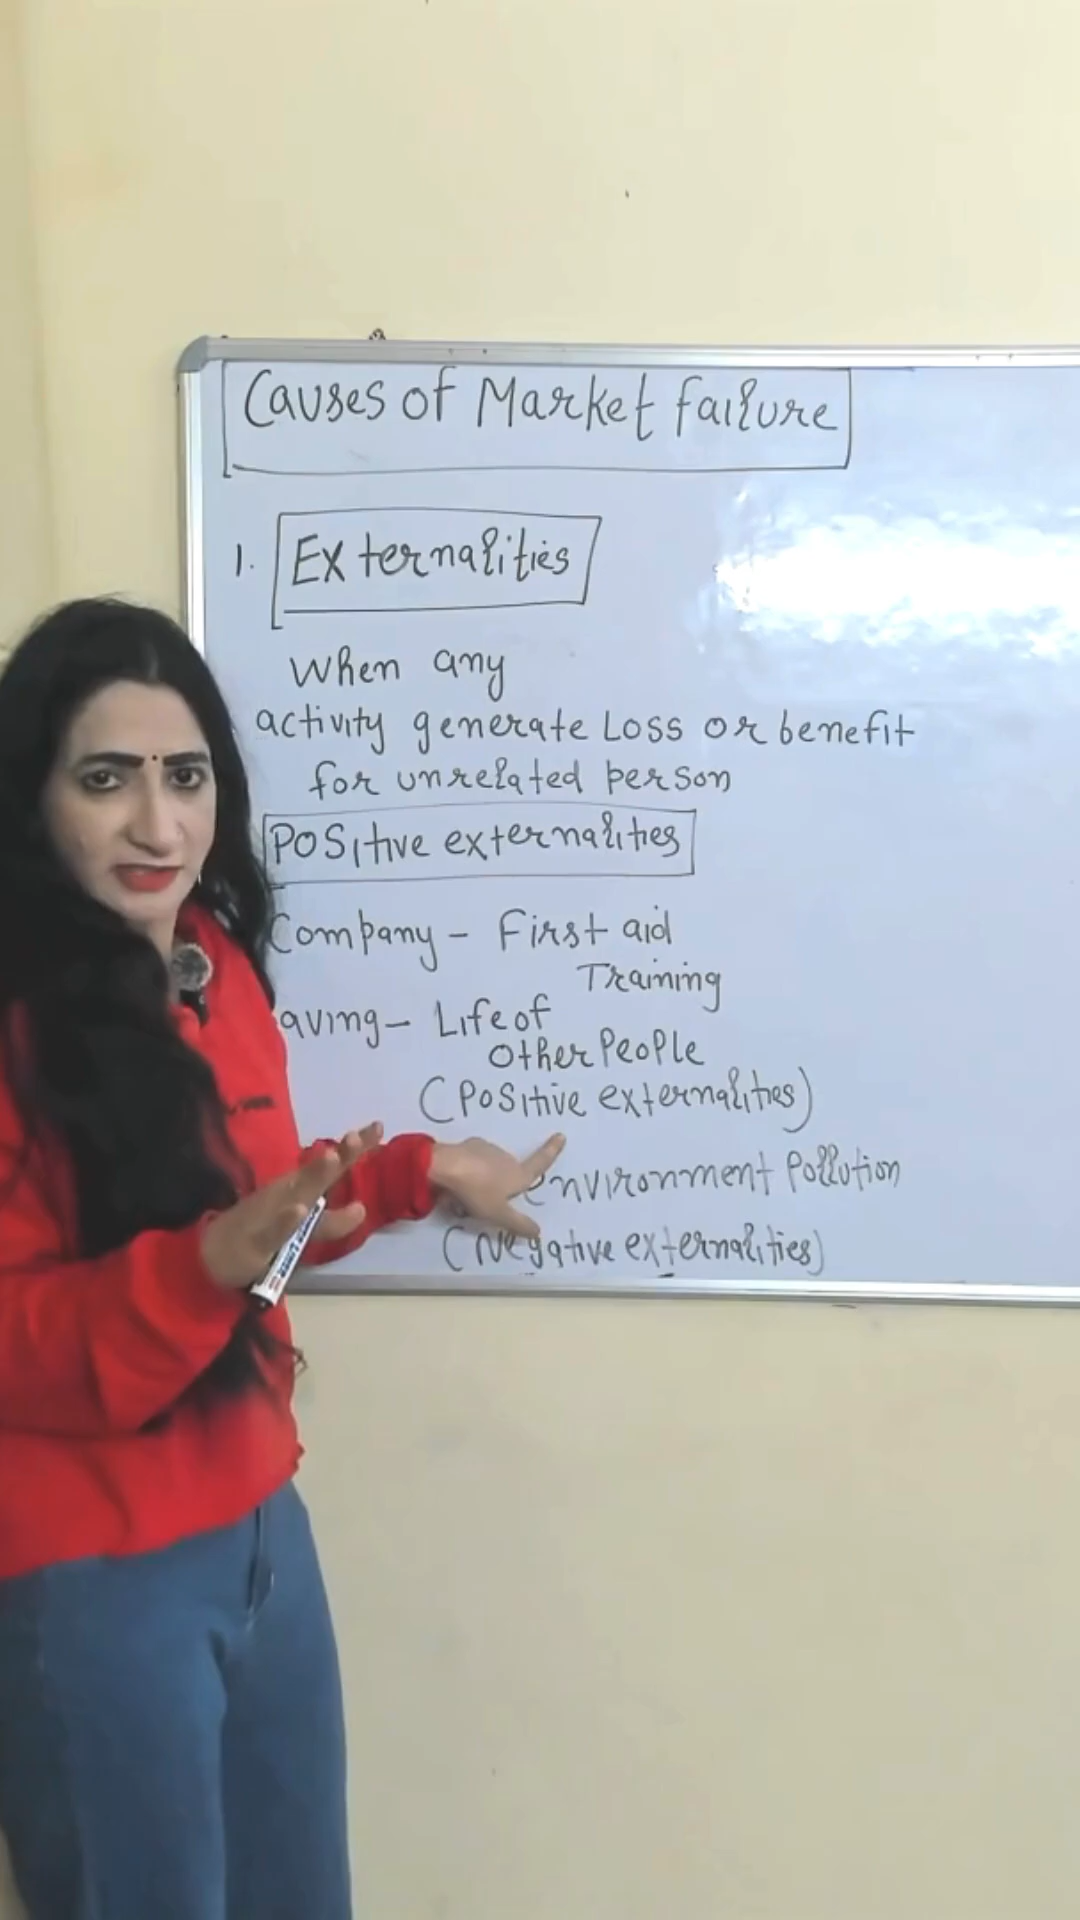 Causes of Market failure
1. Externalities
When any
activity generate Loss or benefit
for unrelated person
Positive externalities
Company - First aid
Training
aving - Life of
Other People
(Positive externalities)
environment Pollution
(Negative externalities)